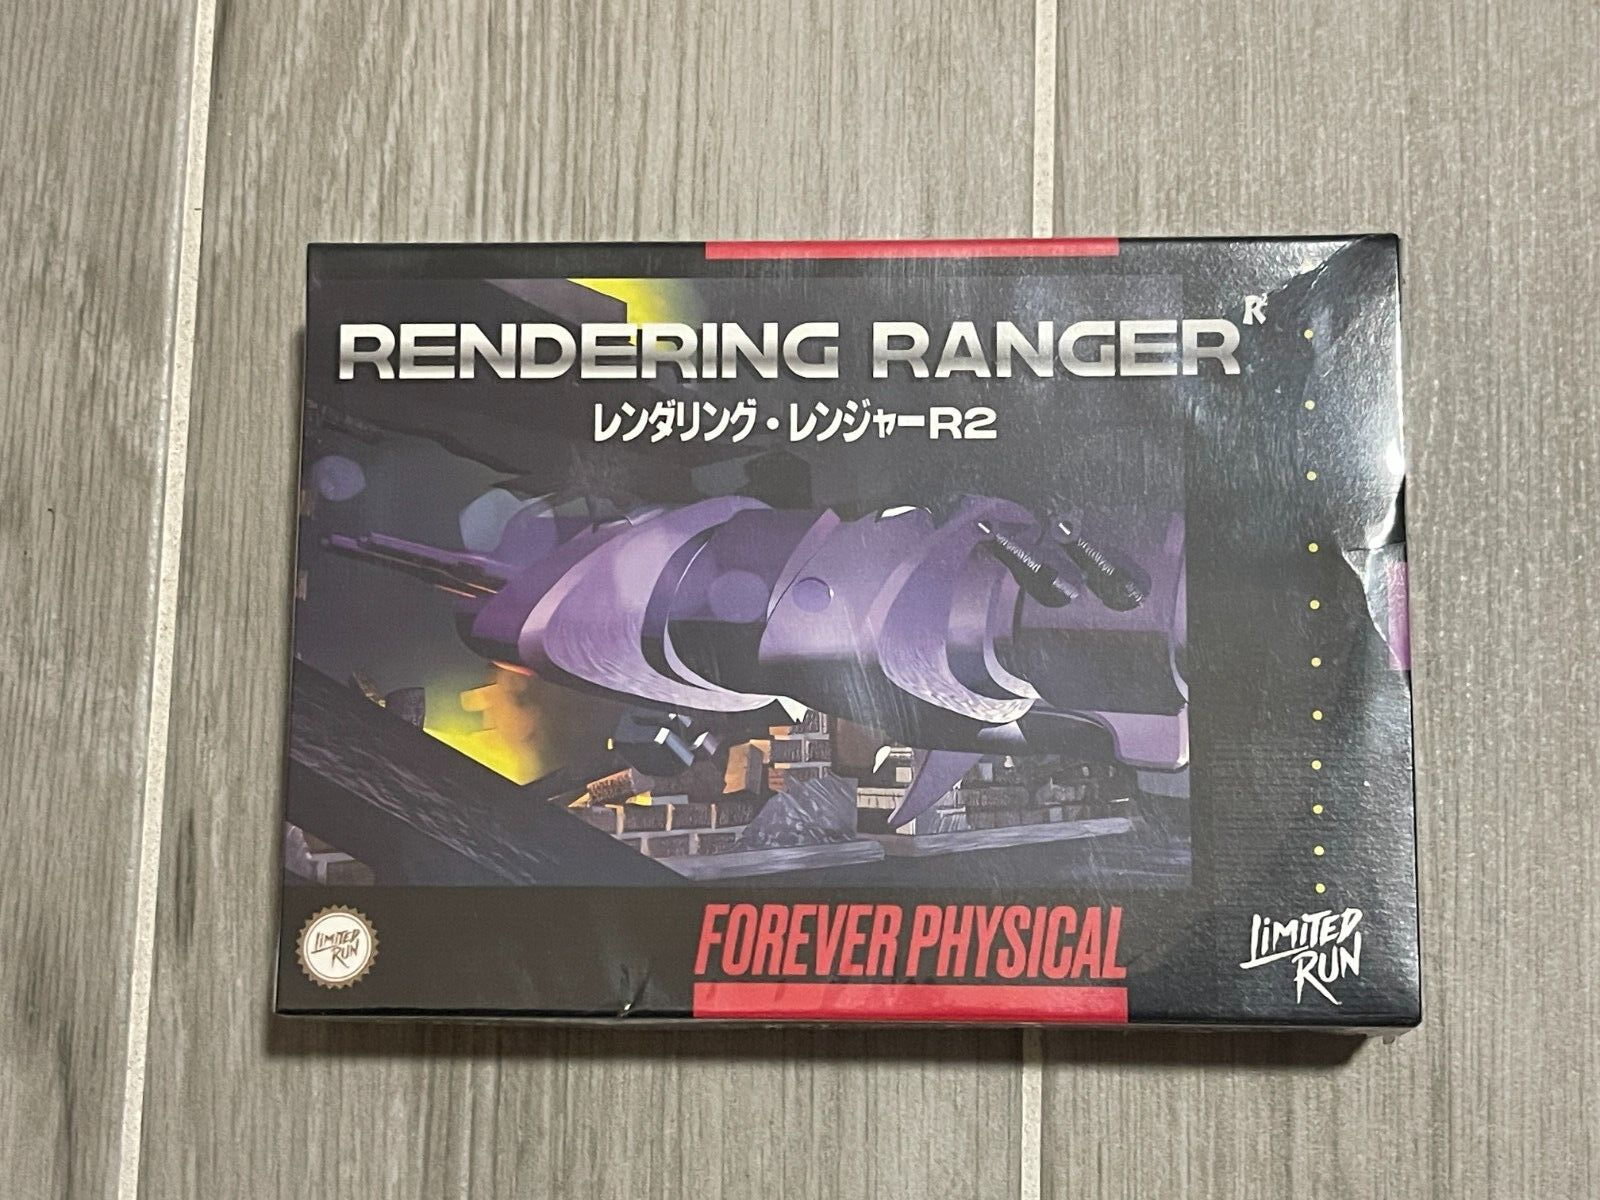 RENDERING RANGER R²
レンダリング・レンジャーR2
FOREVER PHYSICAL
LIMITED
RUN
LIMITED
RUN